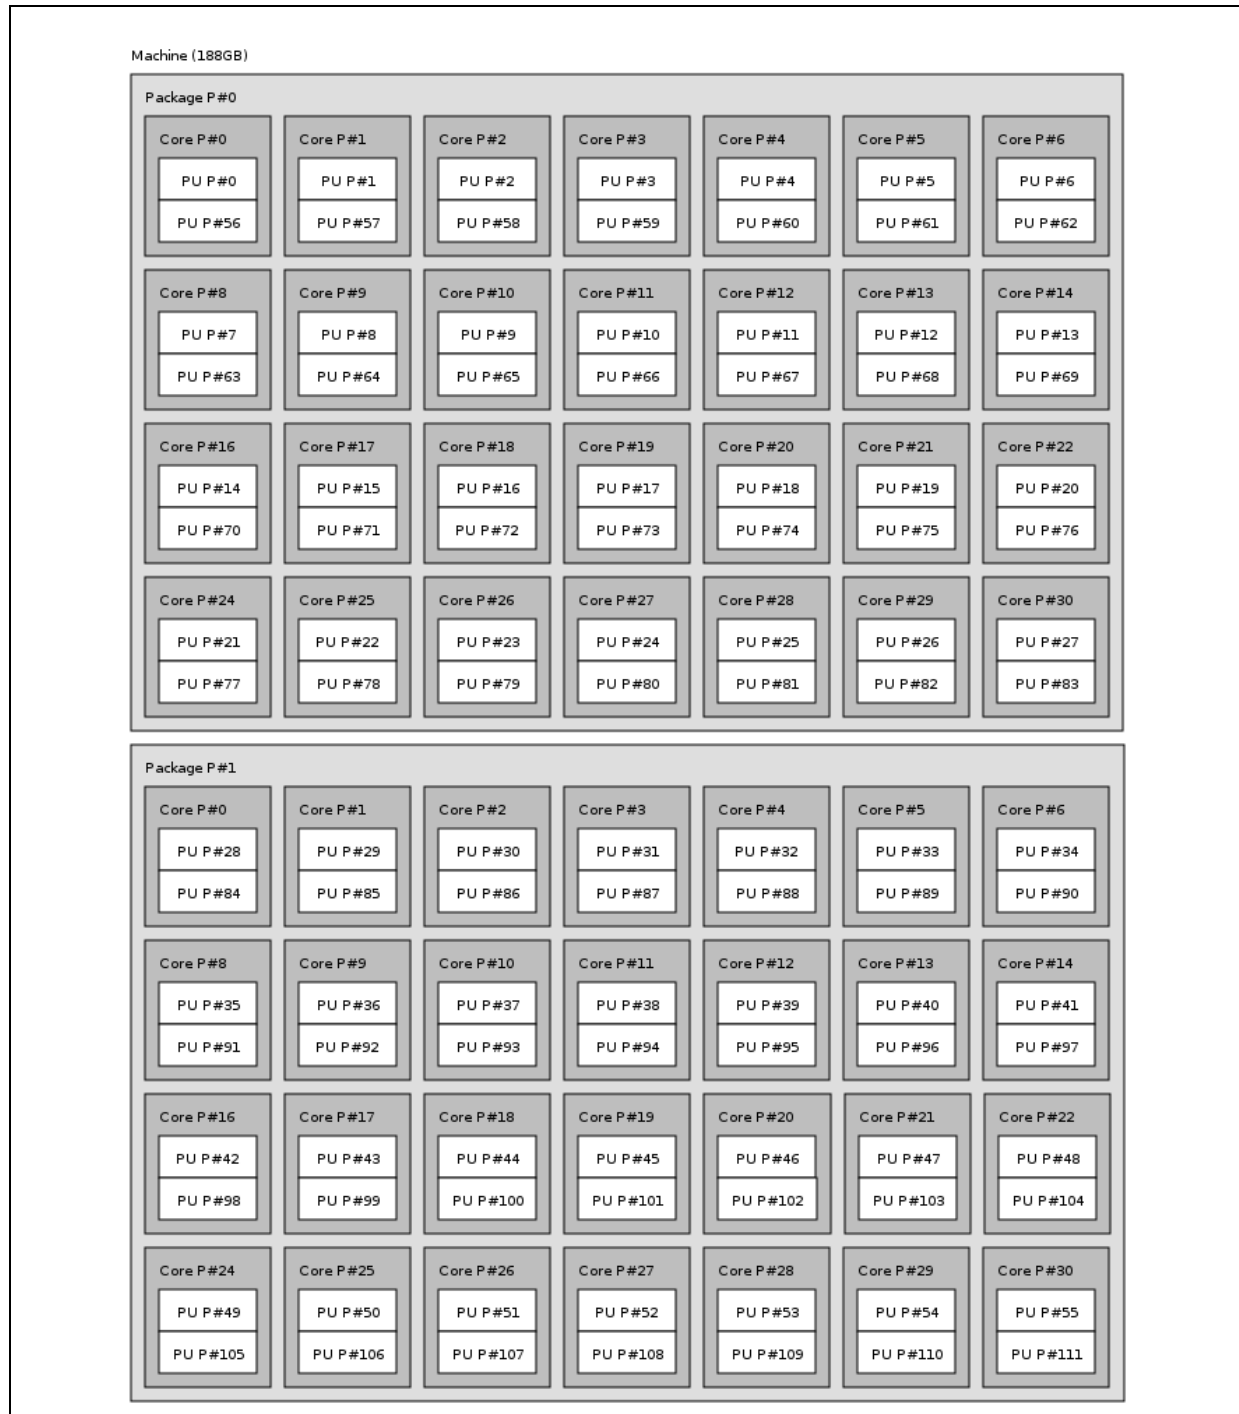 Machine (188GB)
Package P#0
Core P#0 Core P#1 Core P#2 Core P#3 Core P#4 Core P#5 Core P#6
PU P#0 PU P#1 PU P#2 PU P#3 PU P#4 PU P#5 PU P#6
PU P#56 PU P#57 PU P#58 PU P#59 PU P#60 PU P#61 PU P#62
Core P#8 Core P#9 Core P#10 Core P#11 Core P#12 Core P#13 Core P#14
PU P#7 PU P#8 PU P#9 PU P#10 PU P#11 PU P#12 PU P#13
PU P#63 PU P#64 PU P#65 PU P#66 PU P#67 PU P#68 PU P#69
Core P#16 Core P#17 Core P#18 Core P#19 Core P#20 Core P#21 Core P#22
PU P#14 PU P#15 PU P#16 PU P#17 PU P#18 PU P#19 PU P#20
PU P#70 PU P#71 PU P#72 PU P#73 PU P#74 PU P#75 PU P#76
Core P#24 Core P#25 Core P#26 Core P#27 Core P#28 Core P#29 Core P#30
PU P#21 PU P#22 PU P#23 PU P#24 PU P#25 PU P#26 PU P#27
PU P#77 PU P#78 PU P#79 PU P#80 PU P#81 PU P#82 PU P#83
Package P#1
Core P#0 Core P#1 Core P#2 Core P#3 Core P#4 Core P#5 Core P#6
PU P#28 PU P#29 PU P#30 PU P#31 PU P#32 PU P#33 PU P#34
PU P#84 PU P#85 PU P#86 PU P#87 PU P#88 PU P#89 PU P#90
Core P#8 Core P#9 Core P#10 Core P#11 Core P#12 Core P#13 Core P#14
PU P#35 PU P#36 PU P#37 PU P#38 PU P#39 PU P#40 PU P#41
PU P#91 PU P#92 PU P#93 PU P#94 PU P#95 PU P#96 PU P#97
Core P#16 Core P#17 Core P#18 Core P#19 Core P#20 Core P#21 Core P#22
PU P#42 PU P#43 PU P#44 PU P#45 PU P#46 PU P#47 PU P#48
PU P#98 PU P#99 PU P#100 PU P#101 PU P#102 PU P#103 PU P#104
Core P#24 Core P#25 Core P#26 Core P#27 Core P#28 Core P#29 Core P#30
PU P#49 PU P#50 PU P#51 PU P#52 PU P#53 PU P#54 PU P#55
PU P#105 PU P#106 PU P#107 PU P#108 PU P#109 PU P#110 PU P#111